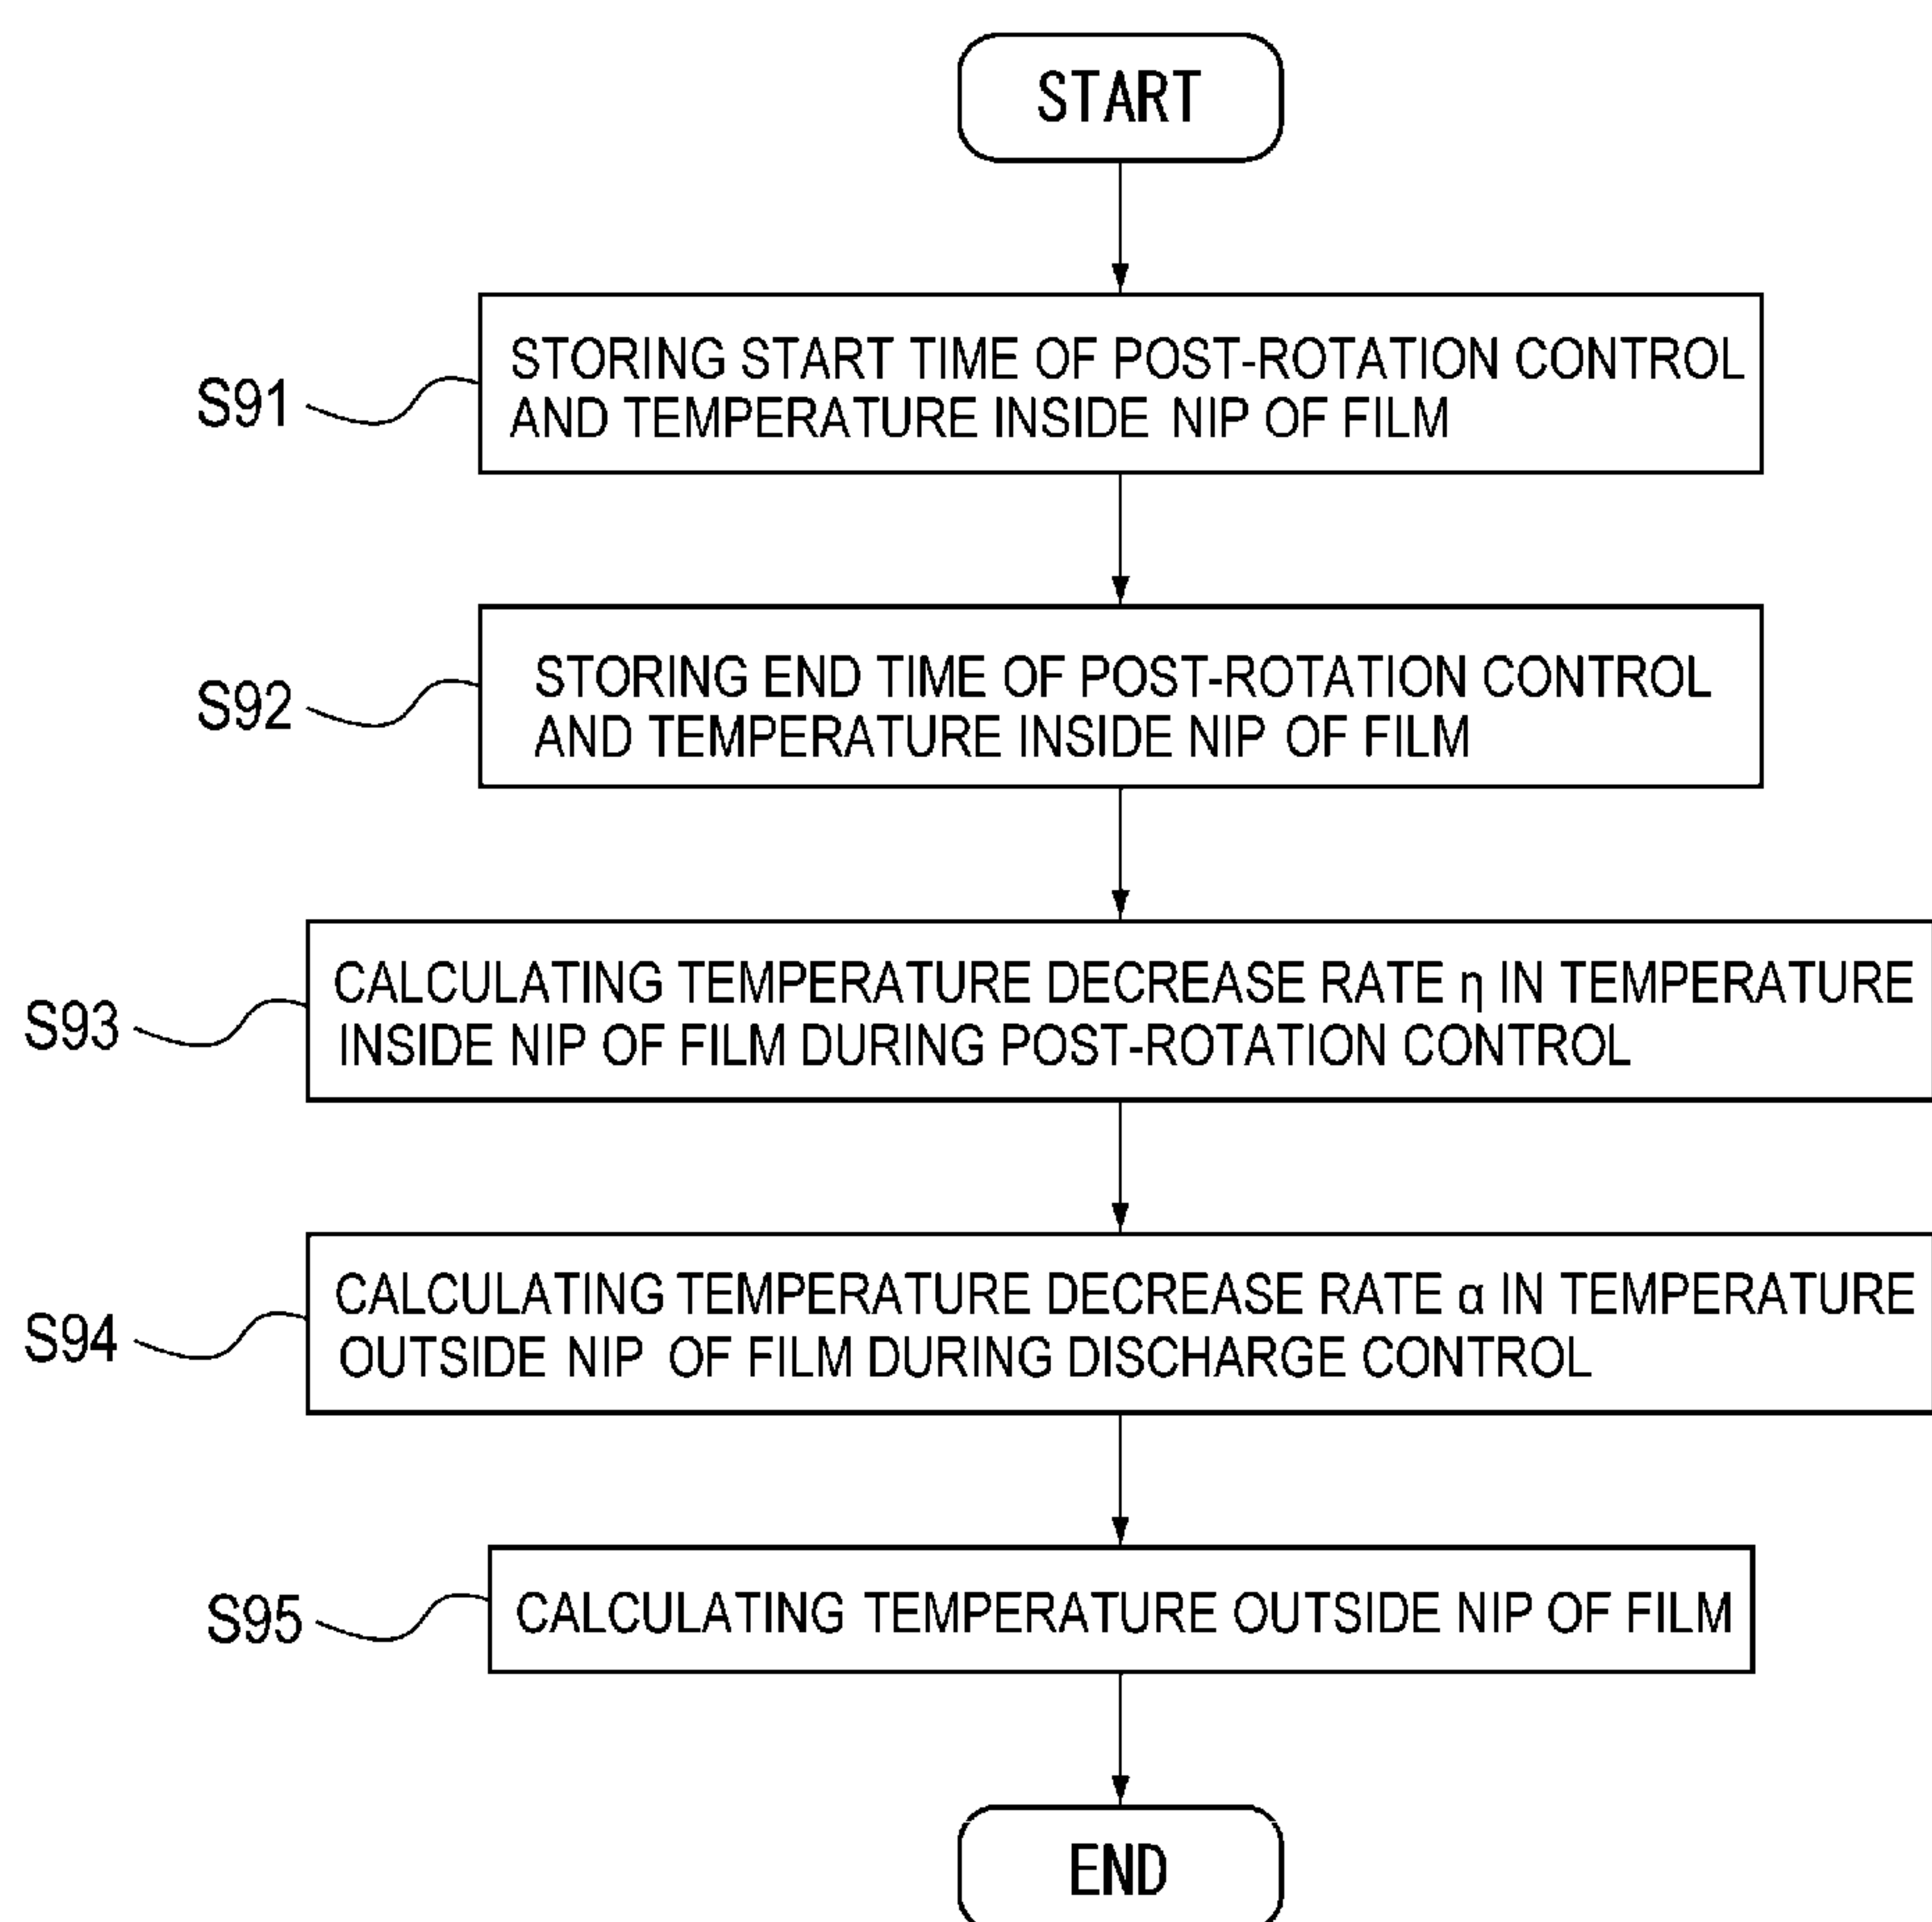 START
S91
STORING START TIME OF POST-ROTATION CONTROL
AND TEMPERATURE INSIDE NIP OF FILM
S92
STORING END TIME OF POST-ROTATION CONTROL
AND TEMPERATURE INSIDE NIP OF FILM
S93
CALCULATING TEMPERATURE DECREASE RATE η IN TEMPERATURE
INSIDE NIP OF FILM DURING POST-ROTATION CONTROL
S94
CALCULATING TEMPERATURE DECREASE RATE α IN TEMPERATURE
OUTSIDE NIP OF FILM DURING DISCHARGE CONTROL
S95
CALCULATING TEMPERATURE OUTSIDE NIP OF FILM
END